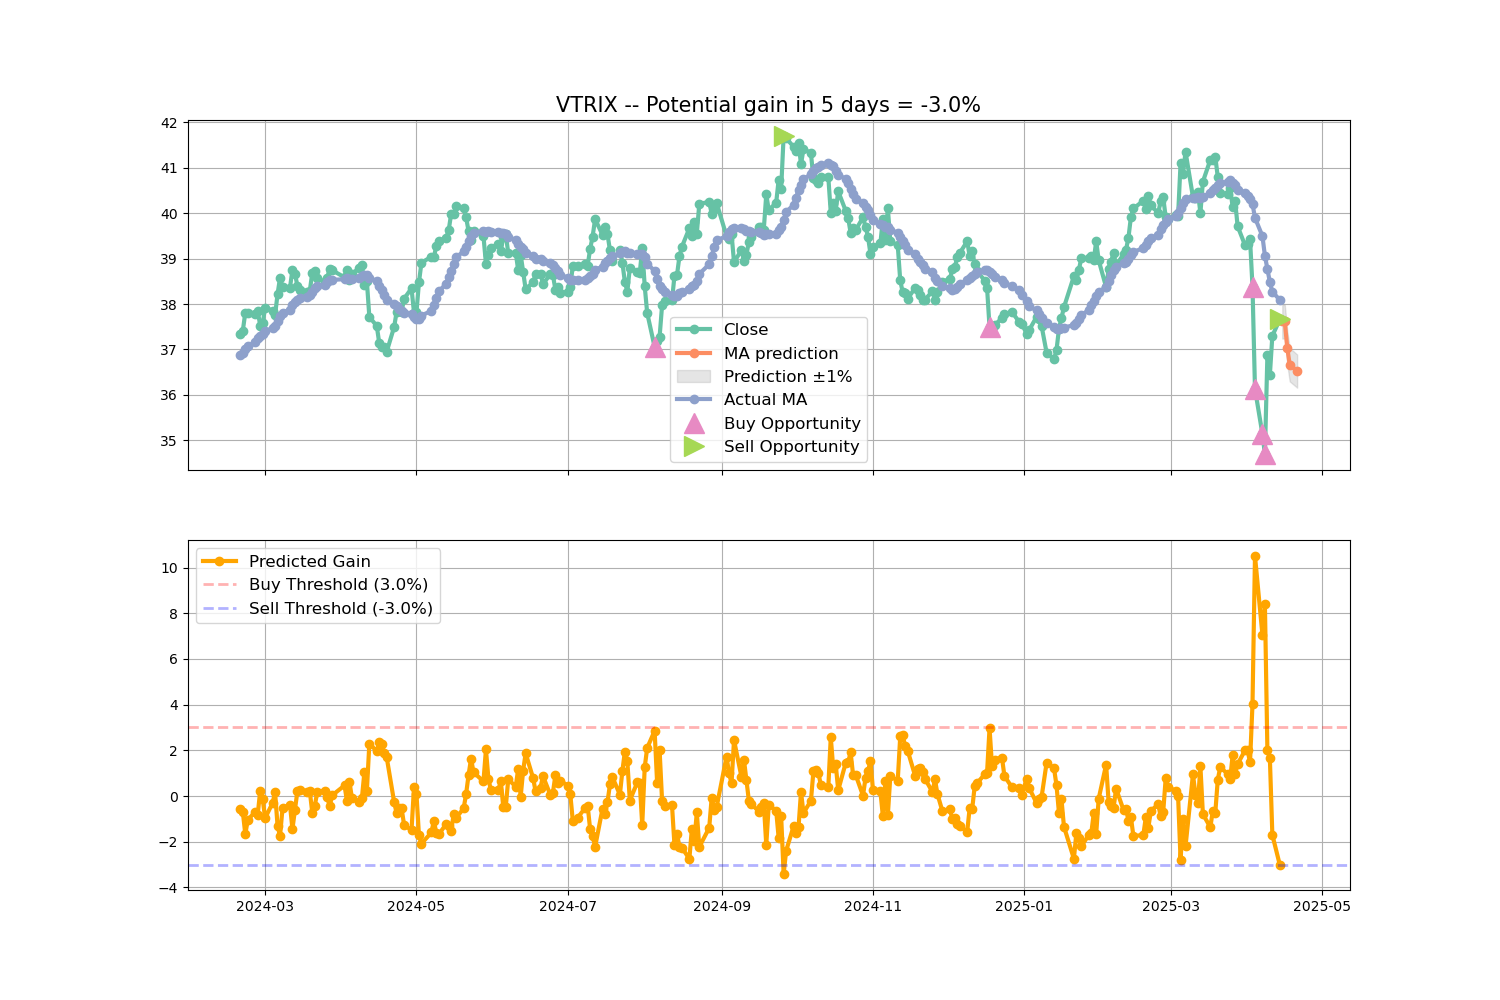 VTRIX -- Potential gain in 5 days = -3.0%
42
41
40
39
38
37
36
35
Close
MA prediction
Prediction ±1%
Actual MA
Buy Opportunity
Sell Opportunity
Predicted Gain
Buy Threshold (3.0%)
Sell Threshold (-3.0%)
10
8
6
4
2
0
−2
−4
2024-03 2024-05 2024-07 2024-09 2024-11 2025-01 2025-03 2025-05